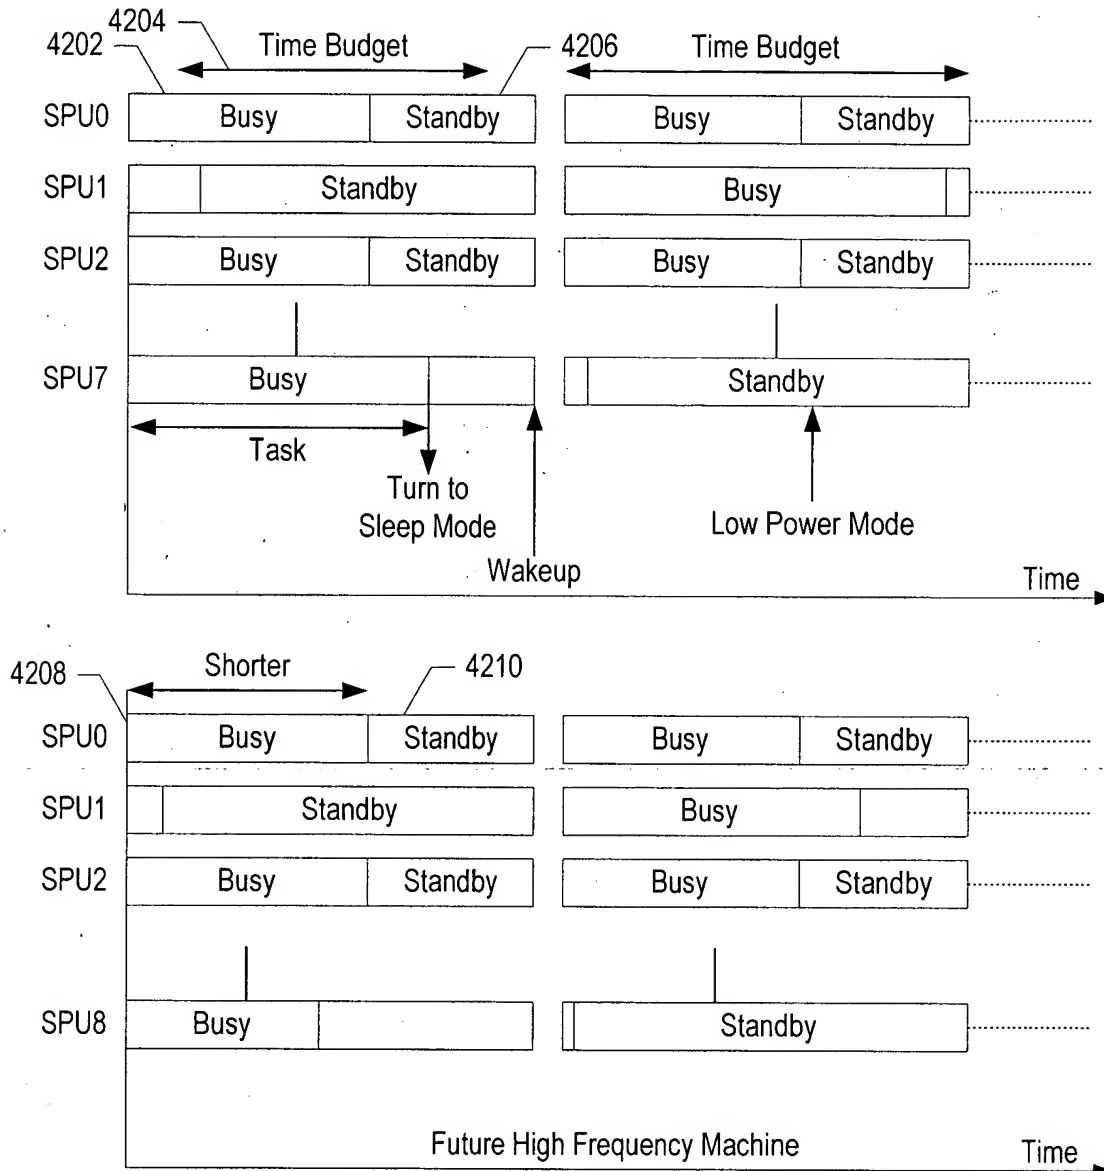 4204
4202
Time Budget
4206
Time Budget
SPU0
Busy
Standby
Busy
Standby
SPU1
Standby
Busy
SPU2
Busy
Standby
Busy
Standby
SPU7
Busy
Standby
Task
Turn to
Sleep Mode
Low Power Mode
Wakeup
Time
4208
Shorter
4210
SPU0
Busy
Standby
Busy
Standby
SPU1
Standby
Busy
SPU2
Busy
Standby
Busy
Standby
SPU8
Busy
Standby
Future High Frequency Machine
Time